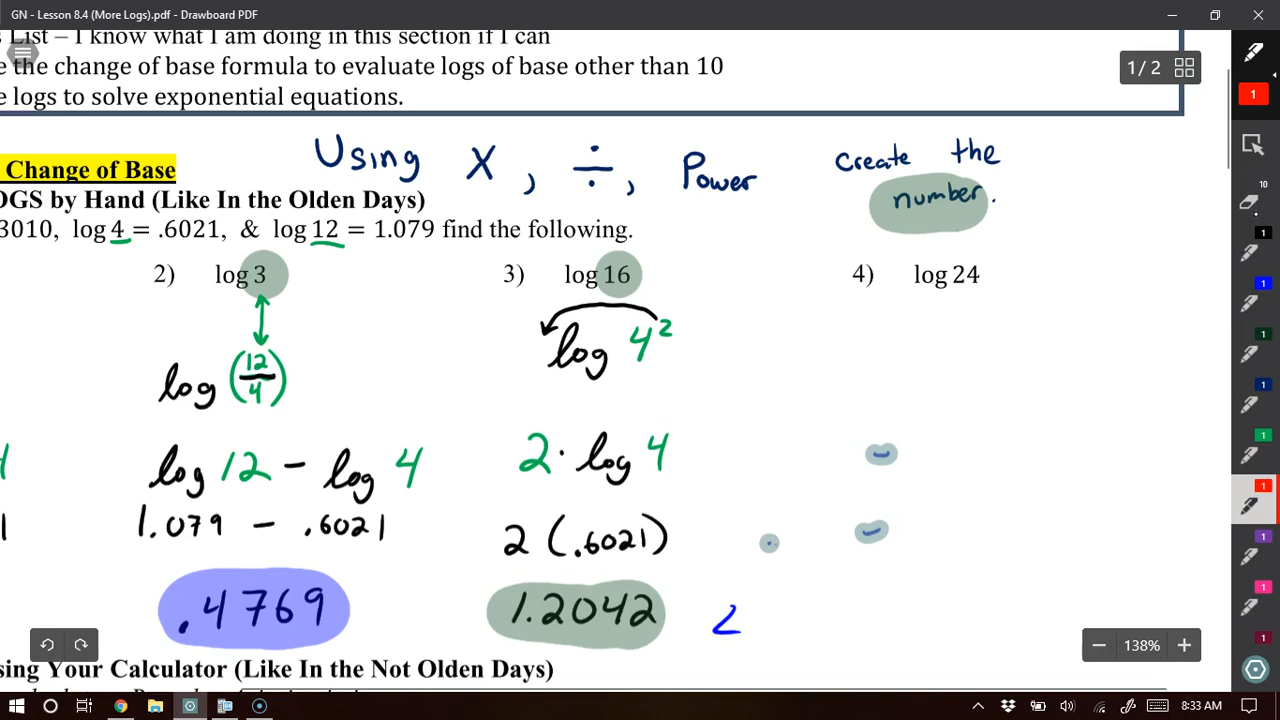 GN - Lesson 8.4 (More Logs).pdf - Drawboard PDF
s List – I know what I am doing in this section if I can
1 / 2
e the change of base formula to evaluate logs of base other than 10
e logs to solve exponential equations.
Using X , ÷, Power
Create the
number.
Change of Base
OGS by Hand (Like In the Olden Days)
3010, log 4 = .6021, & log 12 = 1.079 find the following.
2) log 3
3) log 16
4) log 24
log (12/4)
log 4²
log 12 - log 4
2 · log 4
1.079 - .6021
2 (.6021)
.4769
1.2042
138%
sing Your Calculator (Like In the Not Olden Days)
8:33 AM